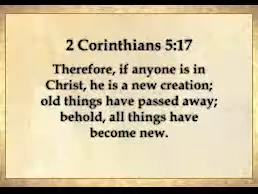 2 Corinthians 5:17
Therefore, if anyone is in
Christ, he is a new creation;
old things have passed away;
behold, all things have
become new.